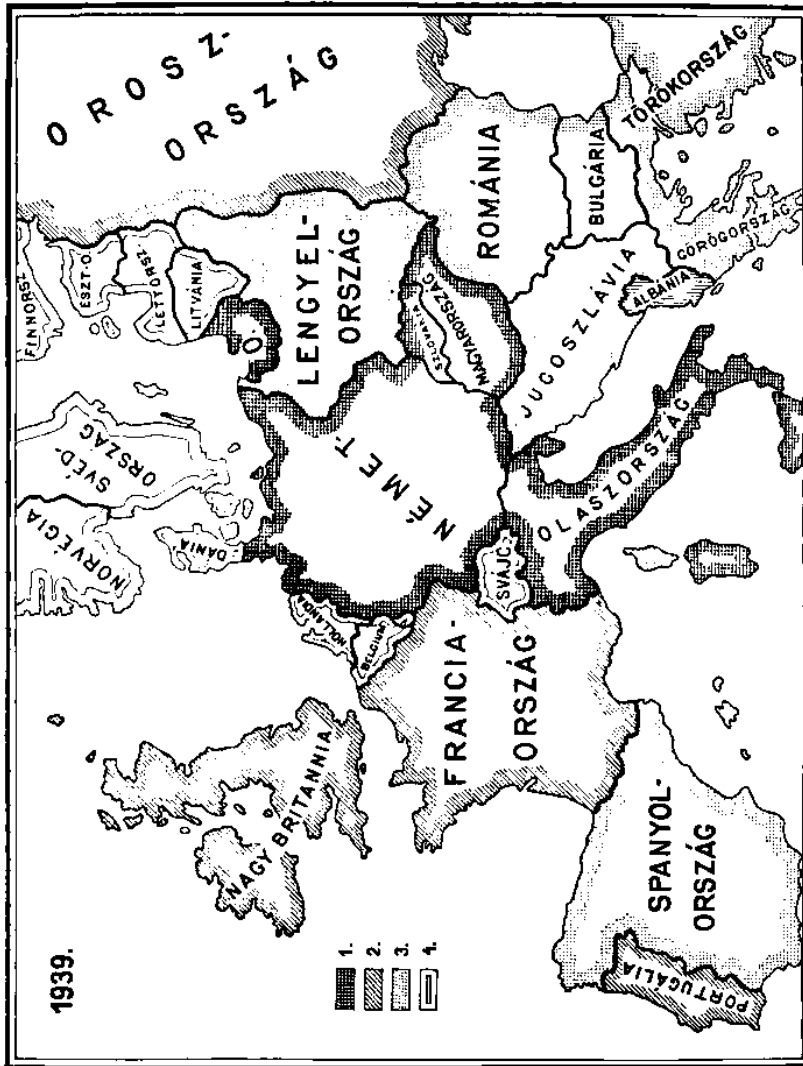 1939.
1.
2.
3.
4.
NORVÉGIA
SVÉD-
ORSZÁG
FINNORSZ
ÉSZT-O.
LETTORSZ.
LITVÁNIA
OROSZ-
ORSZÁG
DÁNIA
NAGY BRITANNIA
HOLLANDIA
BELGIUM
NÉMET-
O.
LENGYEL-
ORSZÁG
FRANCIA-
ORSZÁG
SVÁJC
SZLOVÁKIA
MAGYARORSZÁG
ROMÁNIA
OLASZORSZÁG
JUGOSZLÁVIA
BULGÁRIA
ALBÁNIA
GÖRÖGORSZÁG
TÖRÖKORSZÁG
SPANYOL-
ORSZÁG
PORTUGÁLIA